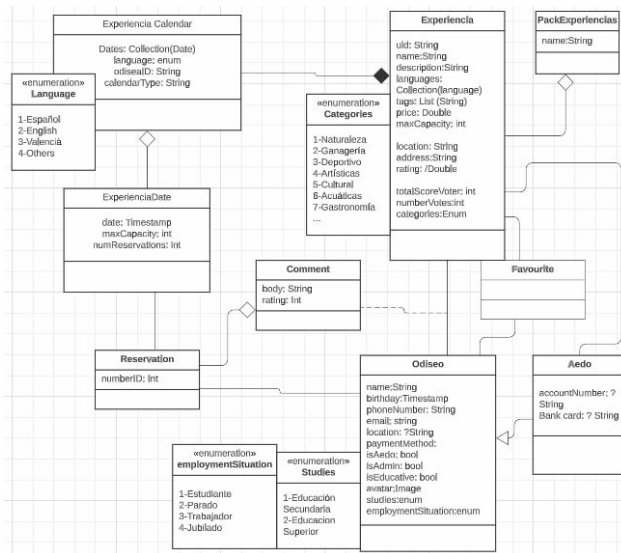 Experiencia Calendar
Dates: Collection(Date)
language: enum
odiseaID: String
calendarType: String
«enumeration»
Language
1-Español
2-English
3-Valencià
4-Others
Experiencia
uId: String
name:String
description:String
languages:
Collection(language)
tags: List (String)
price: Double
maxCapacity: int
location: String
address:String
rating: /Double
totalScoreVoter: int
numberVotes:int
categories:Enum
PackExperiencias
name:String
«enumeration»
Categories
1-Naturaleza
2-Ganagería
3-Deportivo
4-Artísticas
5-Cultural
6-Acuáticas
7-Gastronomía
...
ExperienciaDate
date: Timestamp
maxCapacity: int
numReservations: Int
Comment
body: String
rating: Int
Favourite
Reservation
numberID: Int
Odiseo
name:String
birthday:Timestamp
phoneNumber: String
email: string
location: ?String
paymentMethod:
isAedo: bool
isAdmin: bool
isEducative: bool
avatar:Image
studies:enum
employmentSituation:enum
Aedo
accountNumber: ?
String
Bank card: ? String
«enumeration»
employmentSituation
1-Estudiante
2-Parado
3-Trabajador
4-Jubilado
«enumeration»
Studies
1-Educación
Secundaria
2-Educacion
Superior